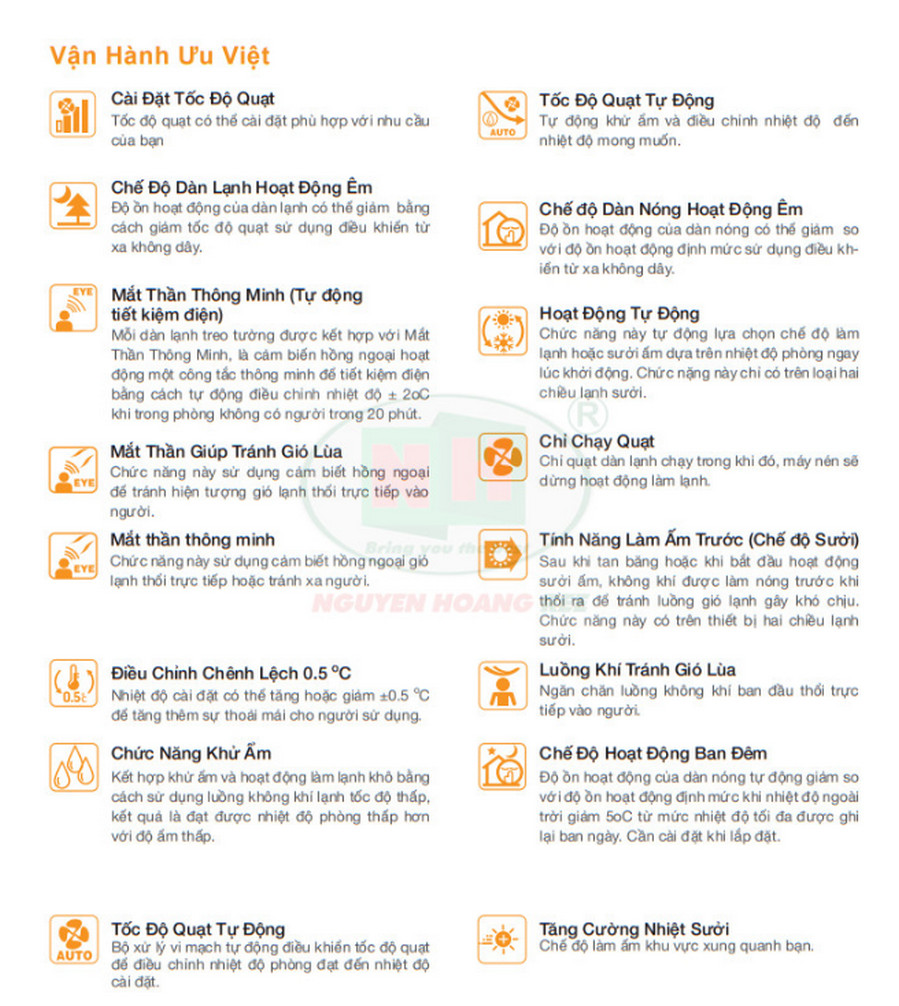 Vận Hành Ưu Việt
Cài Đặt Tốc Độ Quạt
Tốc độ quạt có thể cài đặt phù hợp với nhu cầu
của bạn
Chế Độ Dàn Lạnh Hoạt Động Êm
Độ ồn hoạt động của dàn lạnh có thể giảm bằng
cách giảm tốc độ quạt sử dụng điều khiển từ
xa không dây.
EYE
Mắt Thần Thông Minh (Tự động
tiết kiệm điện)
Mỗi dàn lạnh treo tường được kết hợp với Mắt
Thần Thông Minh, là cảm biến hồng ngoại hoạt
động một công tắc thông minh để tiết kiệm điện
bằng cách tự động điều chỉnh nhiệt độ ± 2oC
khi trong phòng không có người trong 20 phút.
EYE
Mắt Thần Giúp Tránh Gió Lùa
Chức năng này sử dụng cảm biết hồng ngoại
để tránh hiện tượng gió lạnh thổi trực tiếp vào
người.
EYE
Mắt thần thông minh
Chức năng này sử dụng cảm biết hồng ngoại gió
lạnh thổi trực tiếp hoặc tránh xa người.
0.5°c
Điều Chỉnh Chênh Lệch 0.5 °C
Nhiệt độ cài đặt có thể tăng hoặc giảm ±0.5 °C
để tăng thêm sự thoải mái cho người sử dụng.
Chức Năng Khử Ẩm
Kết hợp khử ẩm và hoạt động làm lạnh khô bằng
cách sử dụng luồng không khí lạnh tốc độ thấp,
kết quả là đạt được nhiệt độ phòng thấp hơn
với độ ẩm thấp.
AUTO
Tốc Độ Quạt Tự Động
Bộ xử lý vi mạch tự động điều khiển tốc độ quạt
để điều chỉnh nhiệt độ phòng đạt đến nhiệt độ
cài đặt.
AUTO
Tốc Độ Quạt Tự Động
Tự động khử ẩm và điều chỉnh nhiệt độ đến
nhiệt độ mong muốn.
Chế độ Dàn Nóng Hoạt Động Êm
Độ ồn hoạt động của dàn nóng có thể giảm so
với độ ồn hoạt động định mức sử dụng điều kh-
iển từ xa không dây.
Hoạt Động Tự Động
Chức năng này tự động lựa chọn chế độ làm
lạnh hoặc sưởi ấm dựa trên nhiệt độ phòng ngay
lúc khởi động. Chức nặng này chỉ có trên loại hai
chiều lạnh sưởi.
Chỉ Chạy Quạt
Chỉ quạt dàn lạnh chạy trong khi đó, máy nén sẽ
dừng hoạt động làm lạnh.
Tính Năng Làm Ấm Trước (Chế độ Sưởi)
Sau khi tan băng hoặc khi bắt đầu hoạt động
sưởi ấm, không khí được làm nóng trước khi
thổi ra để tránh luồng gió lạnh gây khó chịu.
Chức năng này có trên thiết bị hai chiều lạnh
sưởi.
Luồng Khí Tránh Gió Lùa
Ngăn chăn luồng không khí ban đầu thổi trực
tiếp vào người.
Chế Độ Hoạt Động Ban Đêm
Độ ồn hoạt động của dàn nóng tự động giảm so
với độ ồn hoạt động định mức khi nhiệt độ ngoài
trời giảm 5oC từ mức nhiệt độ tối đa được ghi
lại ban ngày. Cần cài đặt khi lắp đặt.
Tăng Cường Nhiệt Sưởi
Chế độ làm ấm khu vực xung quanh bạn.
NH ®
Bring you the
NGUYEN HOANG